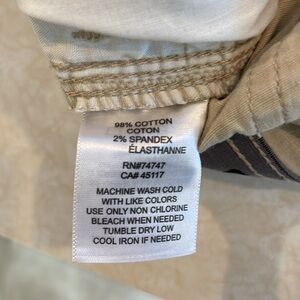 98% COTTON
COTON
2% SPANDEX
ÉLASTHANNE
RN#74747
CA# 45117
MACHINE WASH COLD
WITH LIKE COLORS
USE ONLY NON CHLORINE
BLEACH WHEN NEEDED
TUMBLE DRY LOW
COOL IRON IF NEEDED